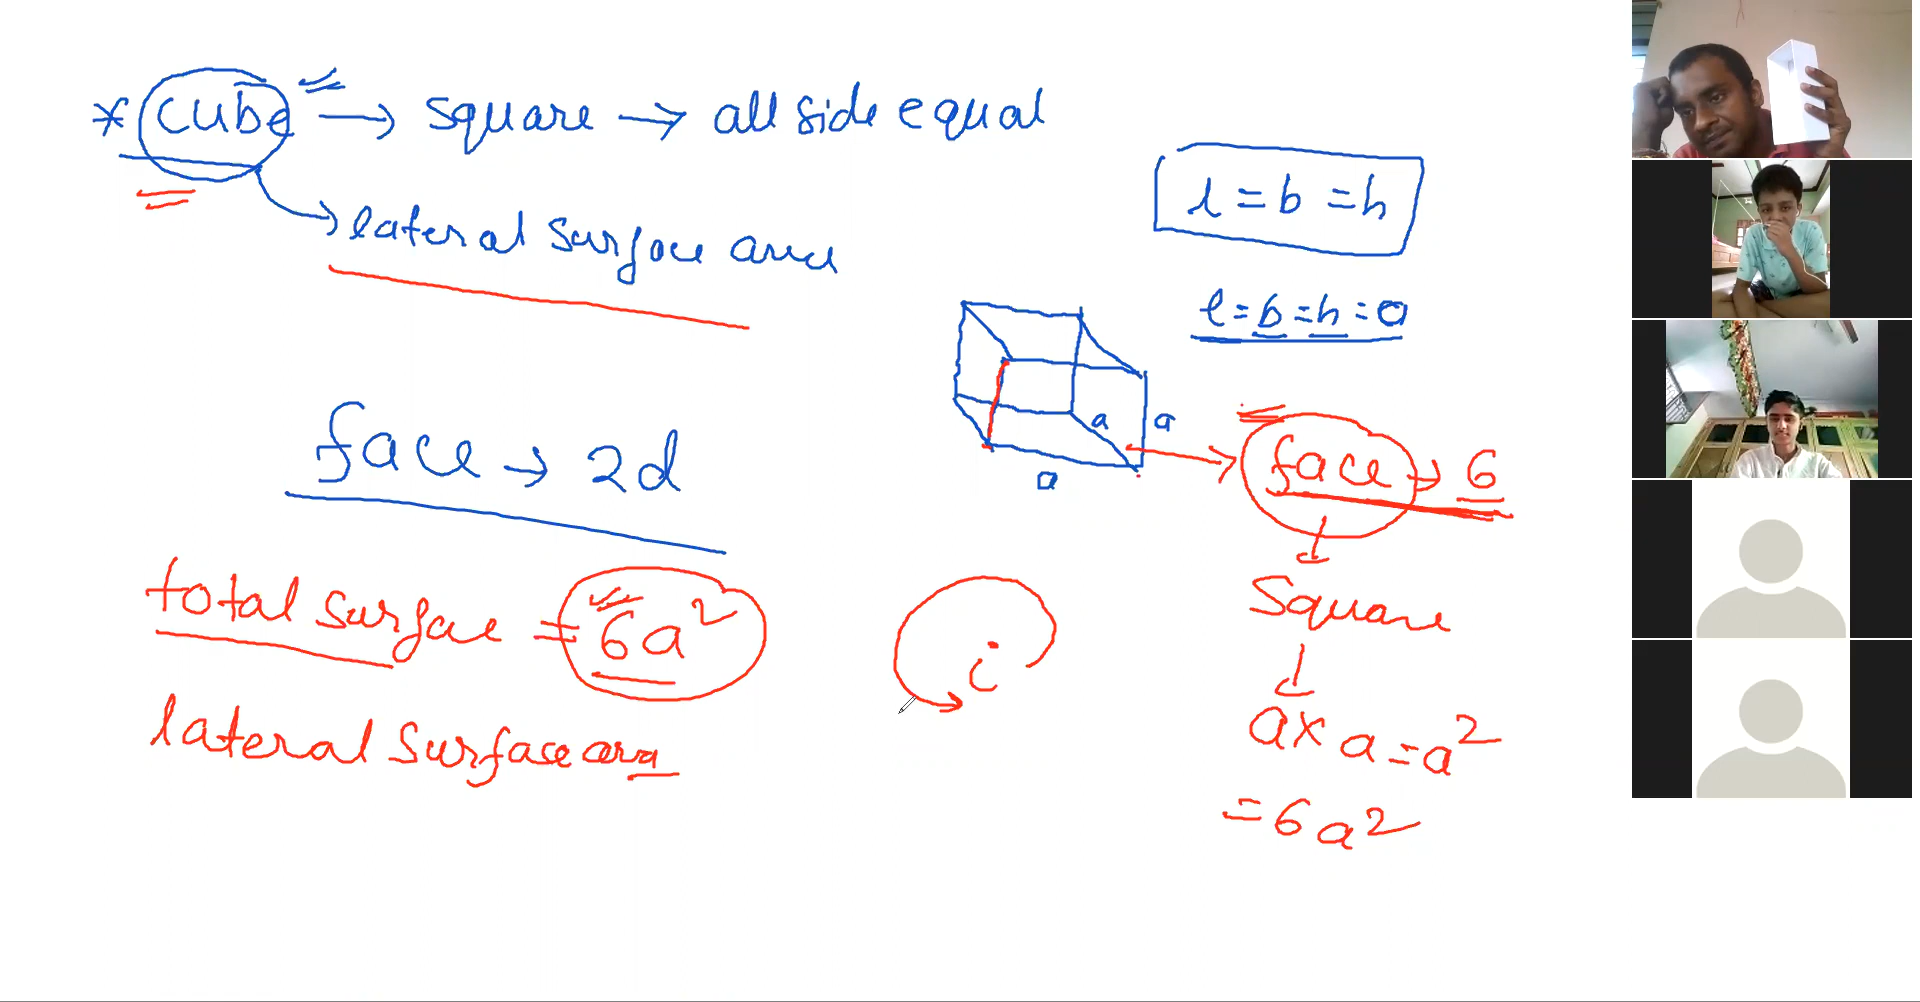 * cube → square → all side equal
lateral surface area
l = b = h
l = b = h = a
a
a
a
face → 2d
face → 6
Square
a × a = a²
= 6a²
total surface = 6a²
i
lateral surface area